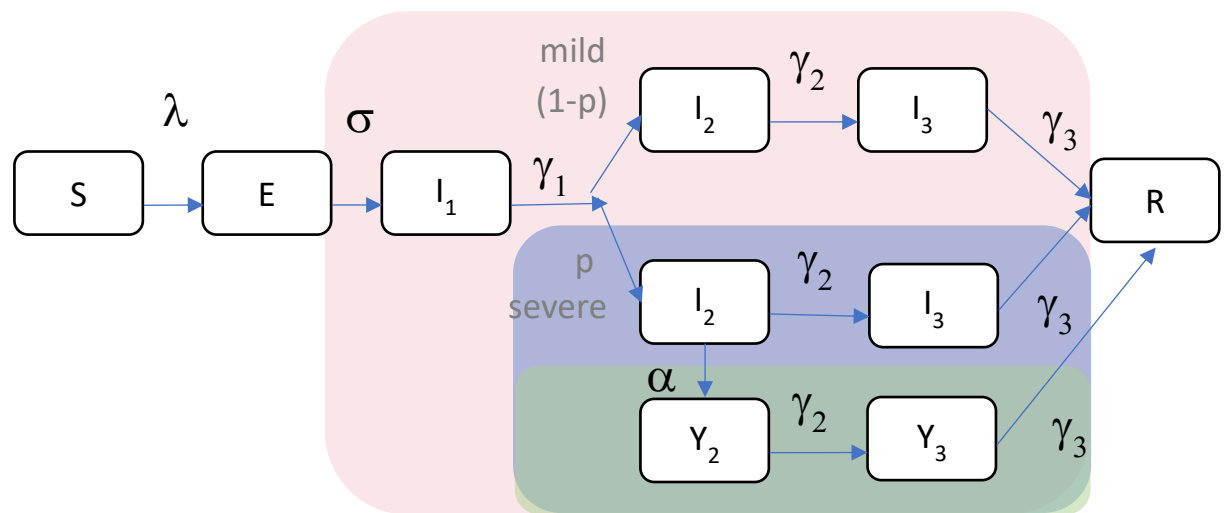 mild
(1-p)
λ
σ
γ₁
γ₂
γ₃
S
E
I₁
I₂
I₃
R
p
severe
I₂
γ₂
I₃
γ₃
α
Y₂
γ₂
Y₃
γ₃